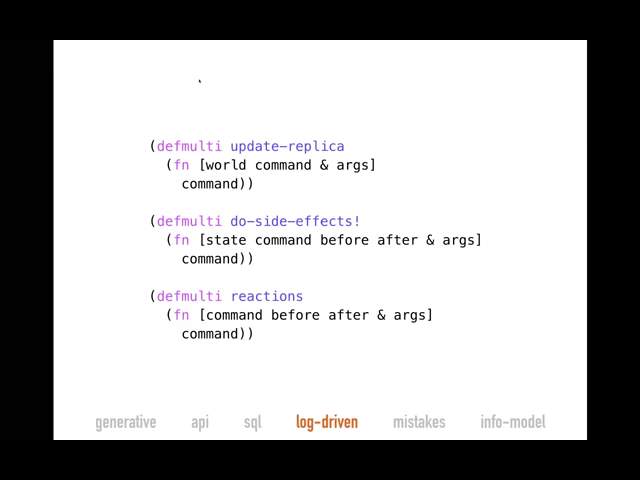 (defmulti update-replica
(fn [world command & args]
command))
(defmulti do-side-effects!
(fn [state command before after & args]
command))
(defmulti reactions
(fn [command before after & args]
command))
generative api sql log-driven mistakes info-model